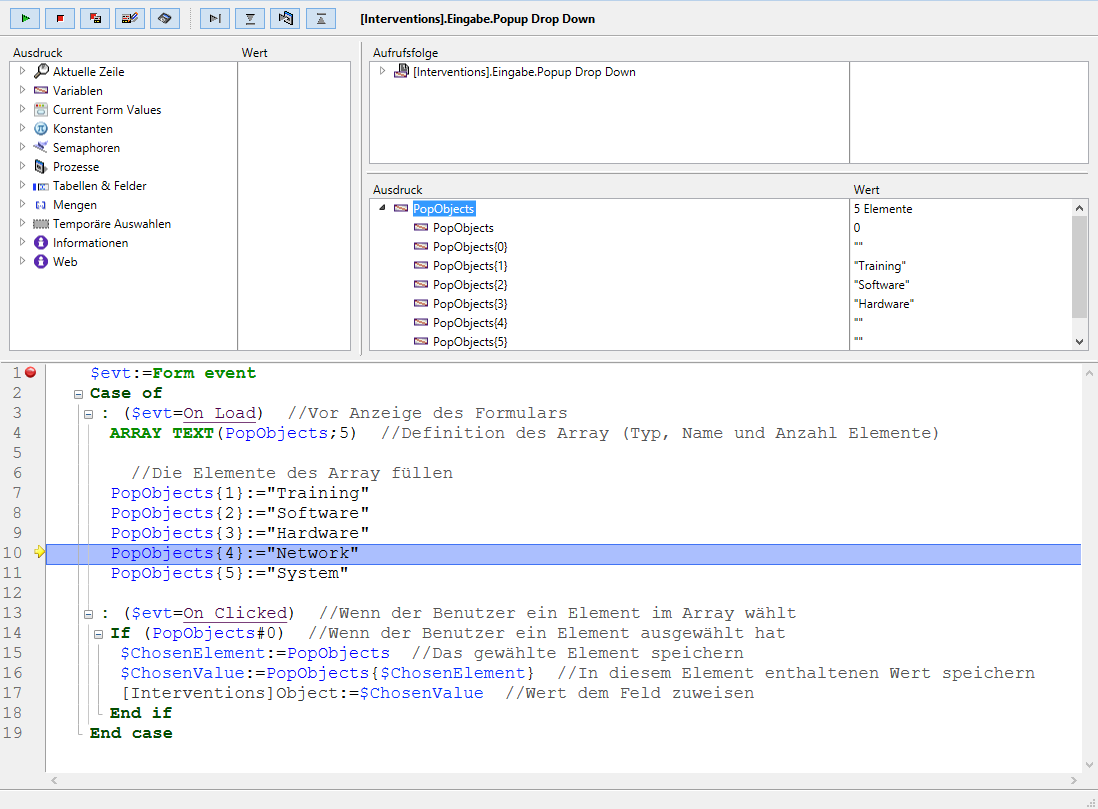 [Interventions].Eingabe.Popup Drop Down
Ausdruck Wert
Aktuelle Zeile
Variablen
Current Form Values
Konstanten
Semaphoren
Prozesse
Tabellen & Felder
Mengen
Temporäre Auswahlen
Informationen
Web
Aufrufsfolge
[Interventions].Eingabe.Popup Drop Down
Ausdruck Wert
PopObjects 5 Elemente
PopObjects 0
PopObjects{0} ""
PopObjects{1} "Training"
PopObjects{2} "Software"
PopObjects{3} "Hardware"
PopObjects{4} ""
PopObjects{5} ""
1 $evt:=Form event
2 Case of
3 : ($evt=On Load) //Vor Anzeige des Formulars
4 ARRAY TEXT(PopObjects;5) //Definition des Array (Typ, Name und Anzahl Elemente)
5
6 //Die Elemente des Array füllen
7 PopObjects{1}:="Training"
8 PopObjects{2}:="Software"
9 PopObjects{3}:="Hardware"
10 PopObjects{4}:="Network"
11 PopObjects{5}:="System"
12
13 : ($evt=On Clicked) //Wenn der Benutzer ein Element im Array wählt
14 If (PopObjects#0) //Wenn der Benutzer ein Element ausgewählt hat
15 $ChosenElement:=PopObjects //Das gewählte Element speichern
16 $ChosenValue:=PopObjects{$ChosenElement} //In diesem Element enthaltenen Wert speichern
17 [Interventions]Object:=$ChosenValue //Wert dem Feld zuweisen
18 End if
19 End case